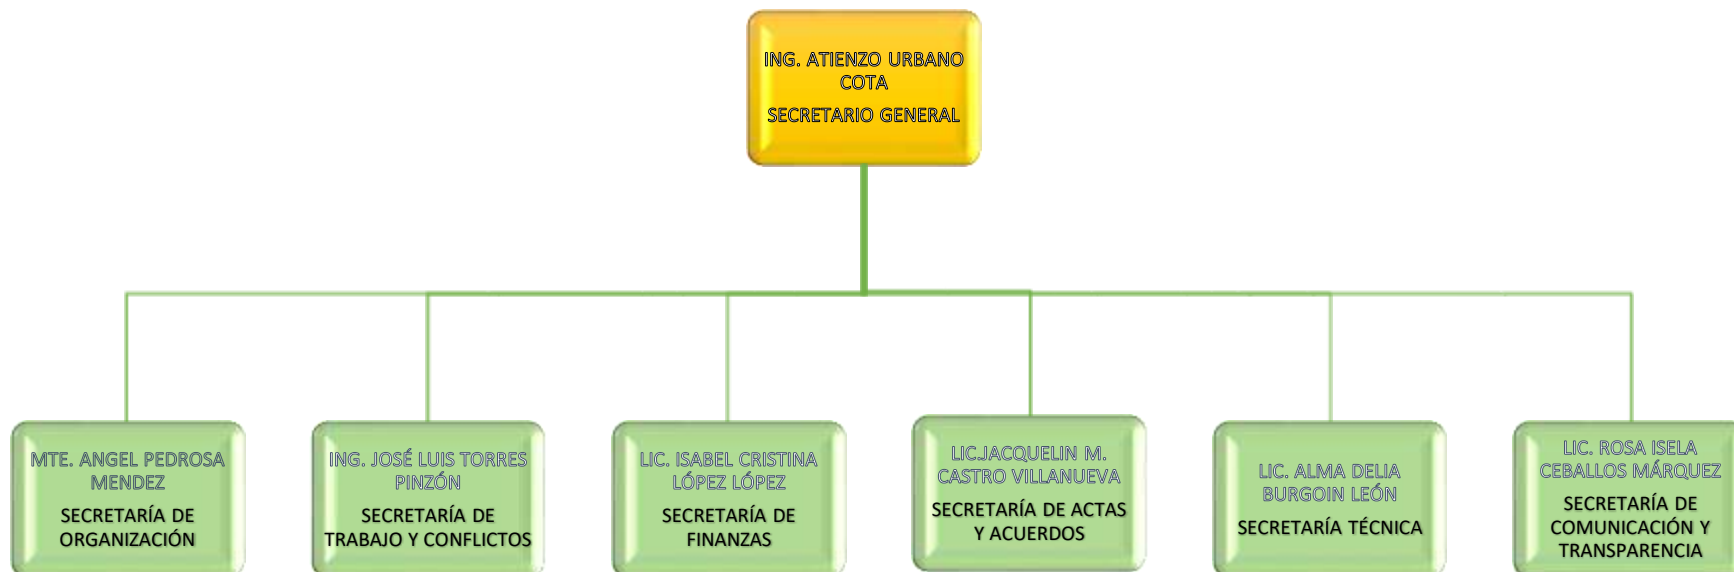 ING. ATIENZO URBANO
COTA
SECRETARIO GENERAL
MTE. ANGEL PEDROSA
MENDEZ
SECRETARÍA DE
ORGANIZACIÓN
ING. JOSÉ LUIS TORRES
PINZÓN
SECRETARÍA DE
TRABAJO Y CONFLICTOS
LIC. ISABEL CRISTINA
LÓPEZ LÓPEZ
SECRETARÍA DE
FINANZAS
LIC.JACQUELIN M.
CASTRO VILLANUEVA
SECRETARÍA DE ACTAS
Y ACUERDOS
LIC. ALMA DELIA
BURGOIN LEÓN
SECRETARÍA TÉCNICA
LIC. ROSA ISELA
CEBALLOS MÁRQUEZ
SECRETARÍA DE
COMUNICACIÓN Y
TRANSPARENCIA